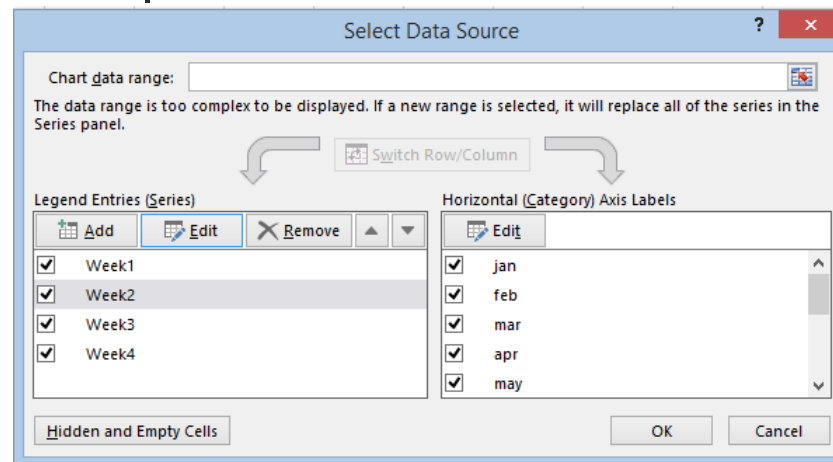 Select Data Source
? ×
Chart data range:
The data range is too complex to be displayed. If a new range is selected, it will replace all of the series in the
Series panel.
Switch Row/Column
Legend Entries (Series)
Horizontal (Category) Axis Labels
Add
Edit
Remove
Edit
Week1
Week2
Week3
Week4
jan
feb
mar
apr
may
Hidden and Empty Cells
OK
Cancel